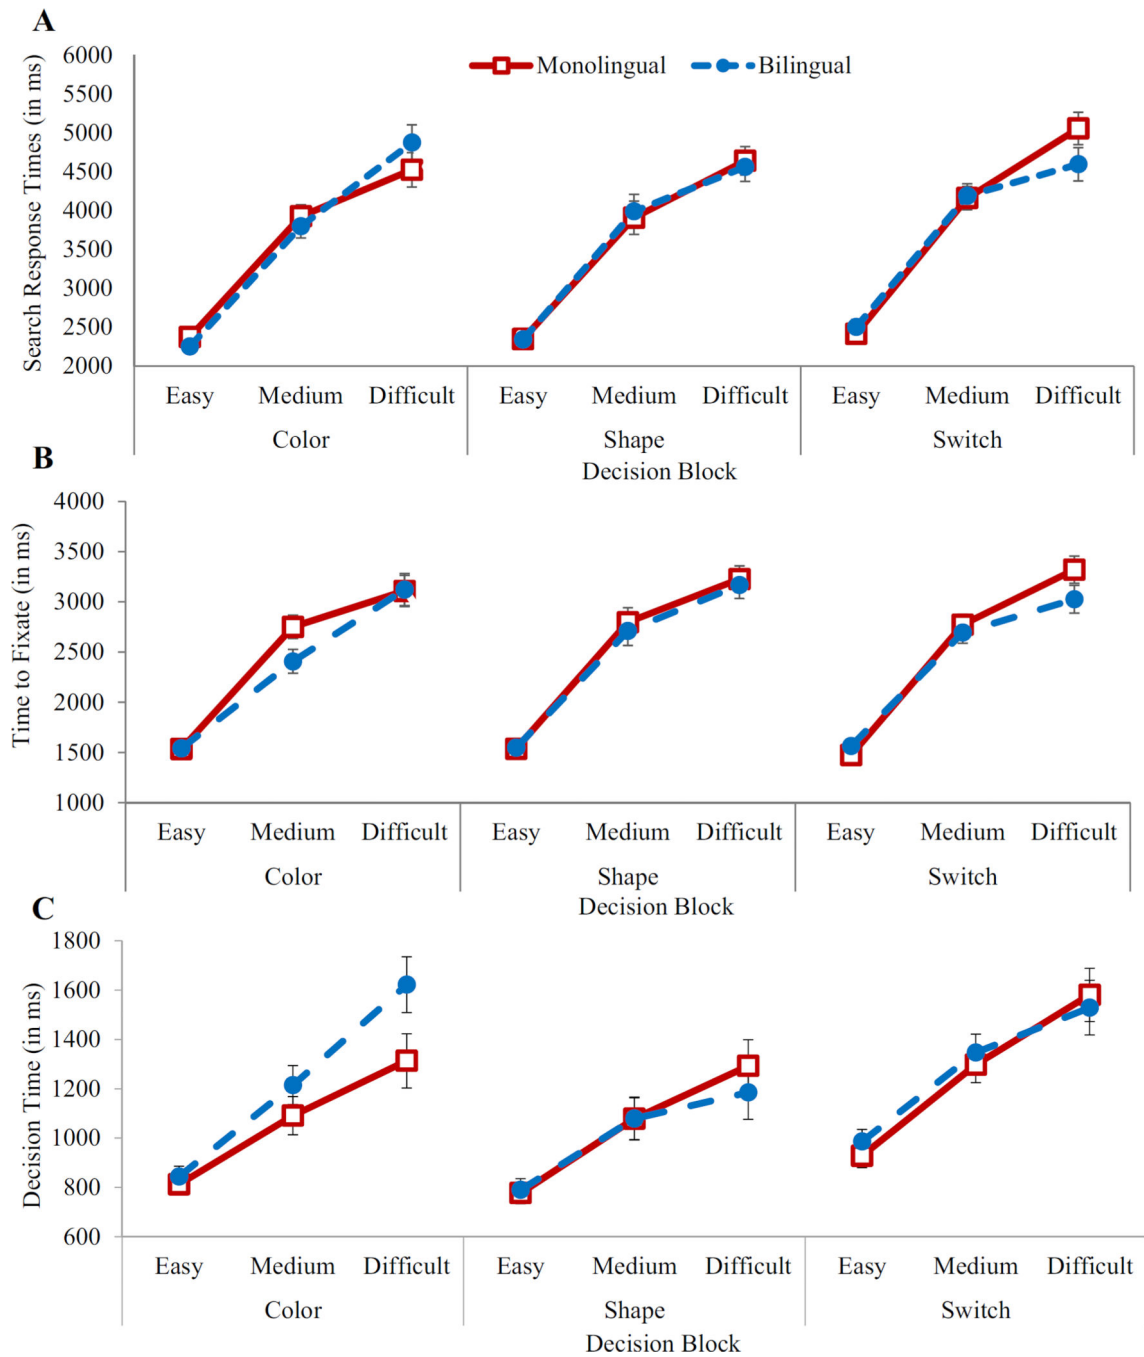 A
Search Response Times (in ms)
6000
5500
5000
4500
4000
3500
3000
2500
2000
Monolingual Bilingual
Easy Medium Difficult Easy Medium Difficult Easy Medium Difficult
Color Shape Switch
Decision Block
B
Time to Fixate (in ms)
4000
3500
3000
2500
2000
1500
1000
Easy Medium Difficult Easy Medium Difficult Easy Medium Difficult
Color Shape Switch
Decision Block
C
Decision Time (in ms)
1800
1600
1400
1200
1000
800
600
Easy Medium Difficult Easy Medium Difficult Easy Medium Difficult
Color Shape Switch
Decision Block